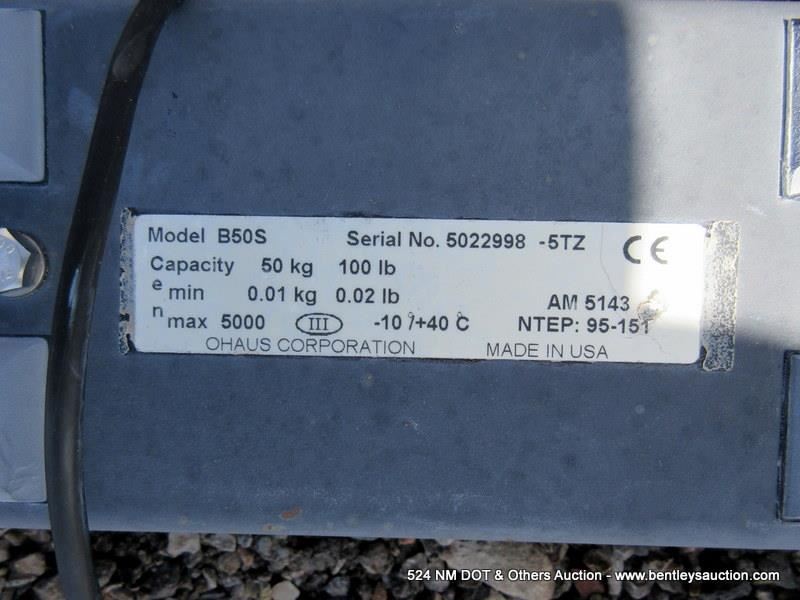 Model B50S Serial No. 5022998 -5TZ CE
Capacity 50 kg 100 lb
e min 0.01 kg 0.02 lb AM 5143
n max 5000 III -10 /+40 C NTEP: 95-151
OHAUS CORPORATION MADE IN USA
524 NM DOT & Others Auction - www.bentleysauction.com